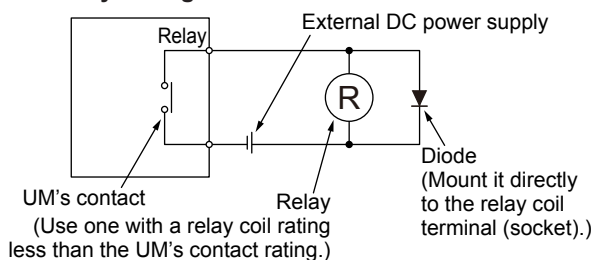 External DC power supply
Relay
R
UM's contact
(Use one with a relay coil rating
less than the UM's contact rating.)
Relay
Diode
(Mount it directly
to the relay coil
terminal (socket).)